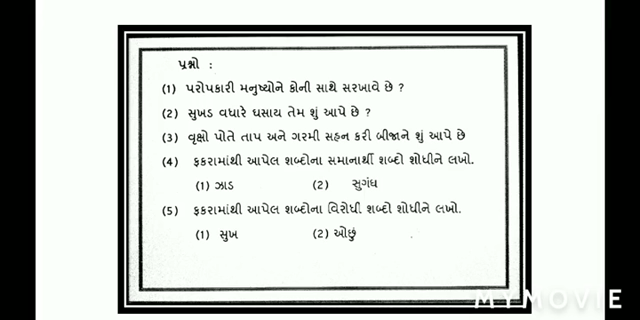 પ્રશ્નો :
(1) પરોપકારી મનુષ્યોને કોની સાથે સરખાવે છે ?
(2) સુખડ વધારે ઘસાય તેમ શું આપે છે ?
(3) વૃક્ષો પોતે તાપ અને ગરમી સહન કરી બીજાને શું આપે છે
(4) ફકરામાંથી આપેલ શબ્દોના સમાનાર્થી શબ્દો શોધીને લખો.
(1) ઝાડ (2) સુગંધ
(5) ફકરામાંથી આપેલ શબ્દોના વિરોધી શબ્દો શોધીને લખો.
(1) સુખ (2) ઓછું
MYMOVIE